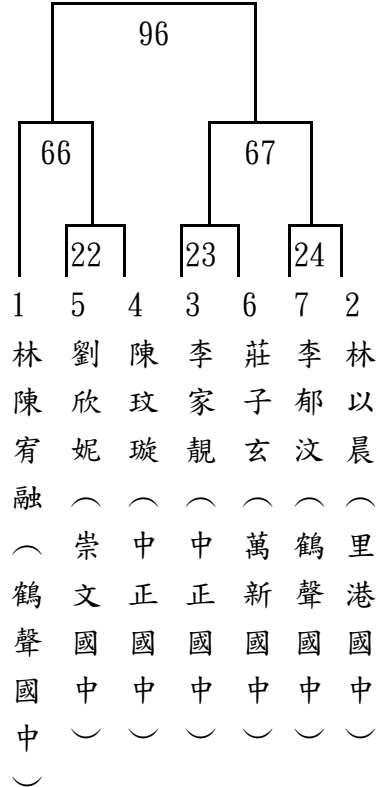 96
66
67
22
23
24
1
5
4
3
6
7
2
林陳宥融（鶴聲國中）
劉欣妮（崇文國中）
陳玟璇（中正國中）
李家靚（中正國中）
莊子玄（萬新國中）
李郁汶（鶴聲國中）
林以晨（里港國中）